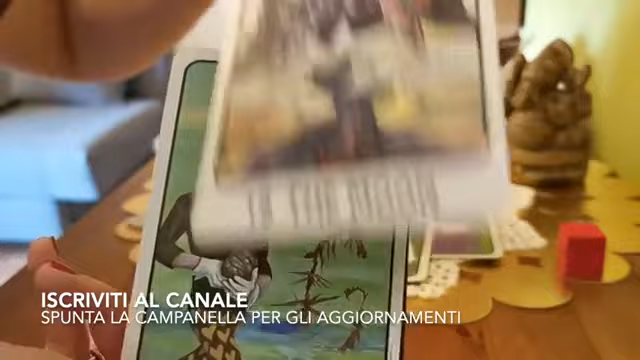 ISCRIVITI AL CANALE
SPUNTA LA CAMPANELLA PER GLI AGGIORNAMENTI